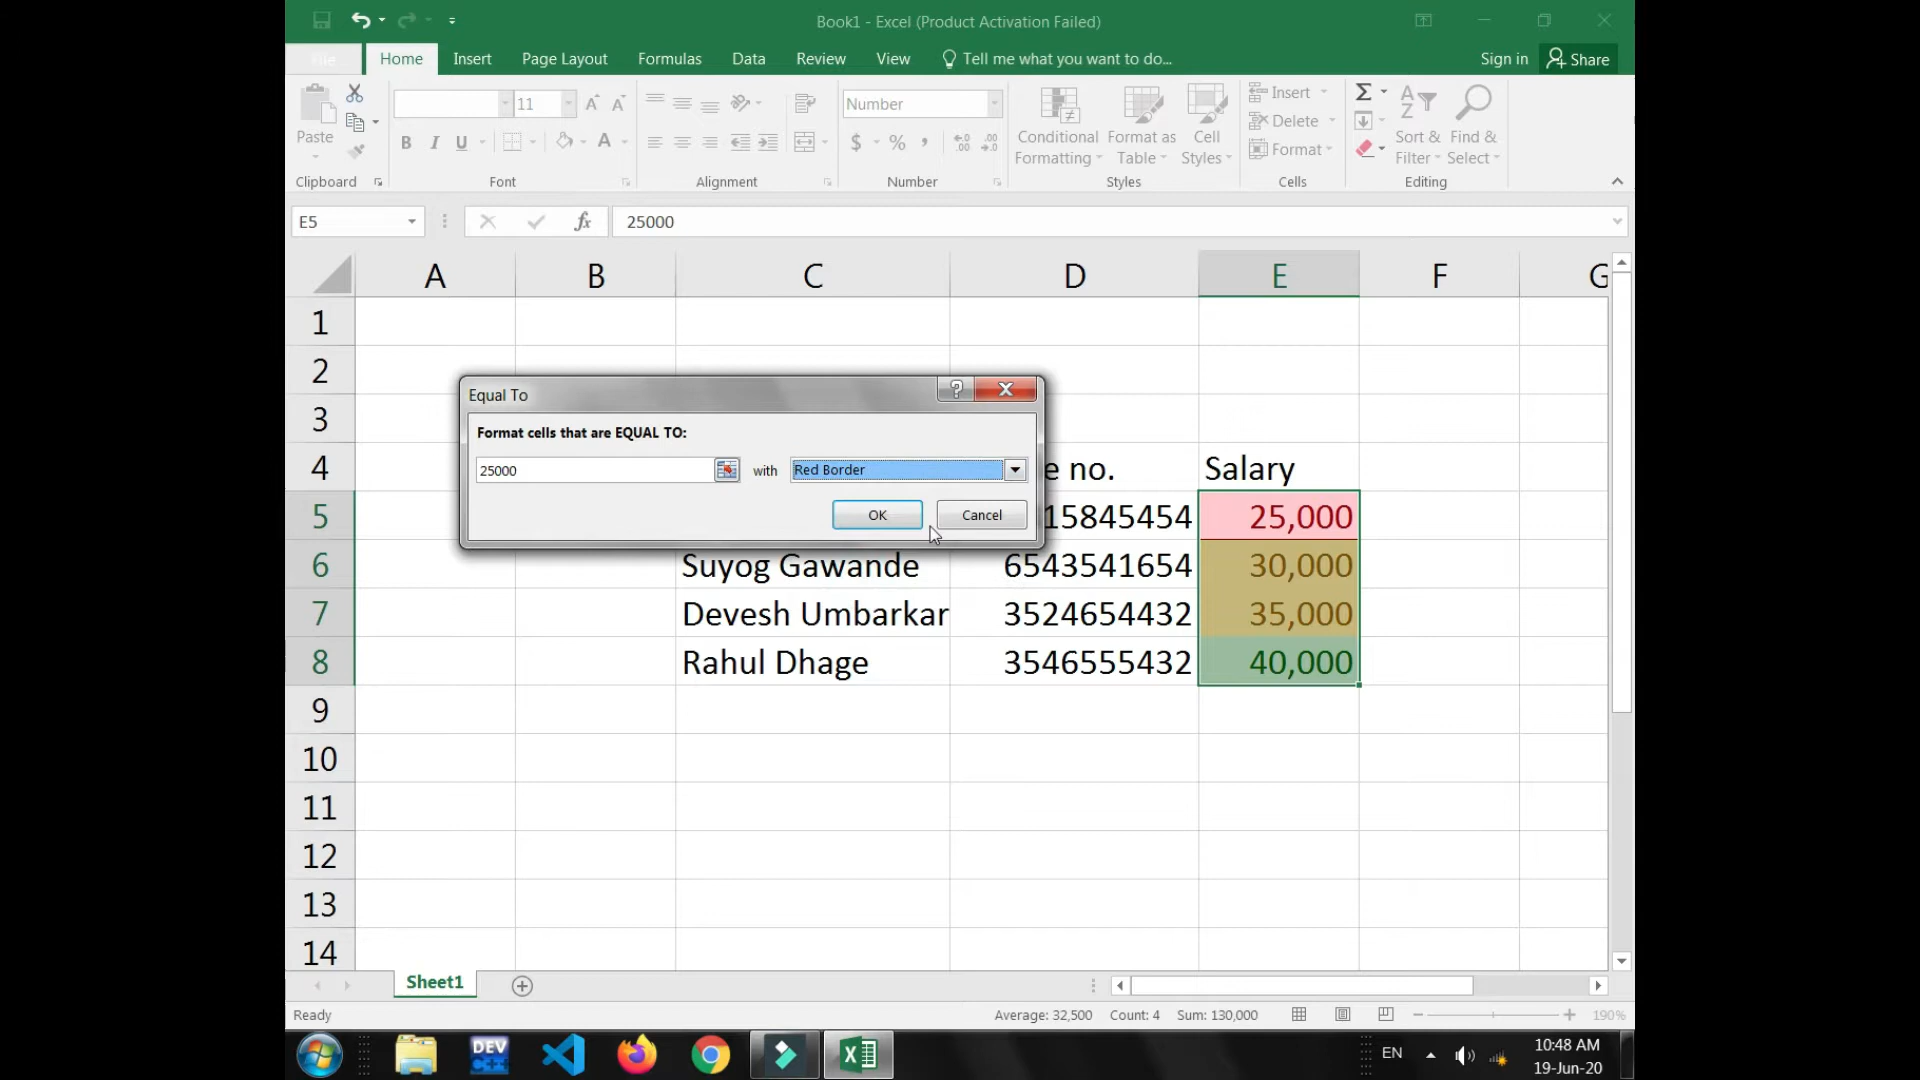 Book1 - Excel (Product Activation Failed)
Home Insert Page Layout Formulas Data Review View Tell me what you want to do... Sign in Share
Paste
11
B I U A
Number
$ % ,
Conditional Formatting
Format as Table
Cell Styles
Insert
Delete
Format
Sort & Filter
Find & Select
Clipboard Font Alignment Number Styles Cells Editing
E5 fx 25000
A B C D E F G
1
2
3
4 e no. Salary
5 15845454 25,000
6 Suyog Gawande 6543541654 30,000
7 Devesh Umbarkar 3524654432 35,000
8 Rahul Dhage 3546555432 40,000
9
10
11
12
13
14
Equal To
Format cells that are EQUAL TO:
25000 with Red Border
OK Cancel
Sheet1
Ready Average: 32,500 Count: 4 Sum: 130,000 190%
DEV C++ EN 10:48 AM
19-Jun-20